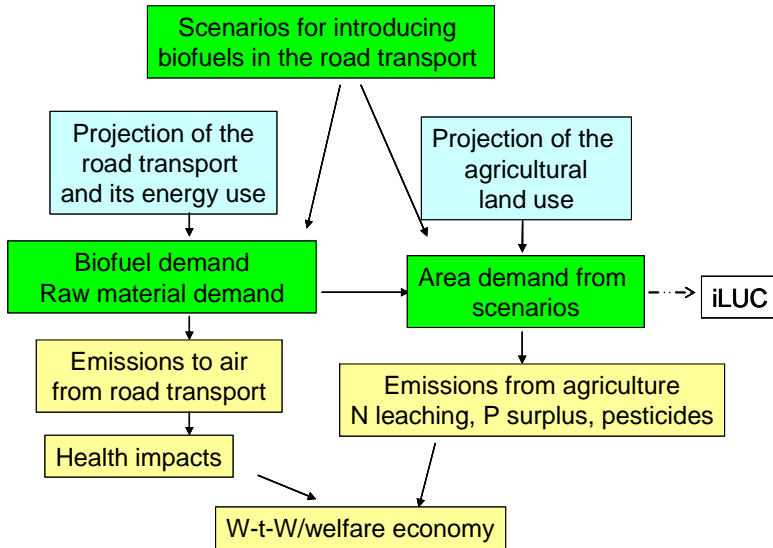 Scenarios for introducing
biofuels in the road transport
Projection of the
road transport
and its energy use
Projection of the
agricultural
land use
Biofuel demand
Raw material demand
Area demand from
scenarios
iLUC
Emissions to air
from road transport
Emissions from agriculture
N leaching, P surplus, pesticides
Health impacts
W-t-W/welfare economy